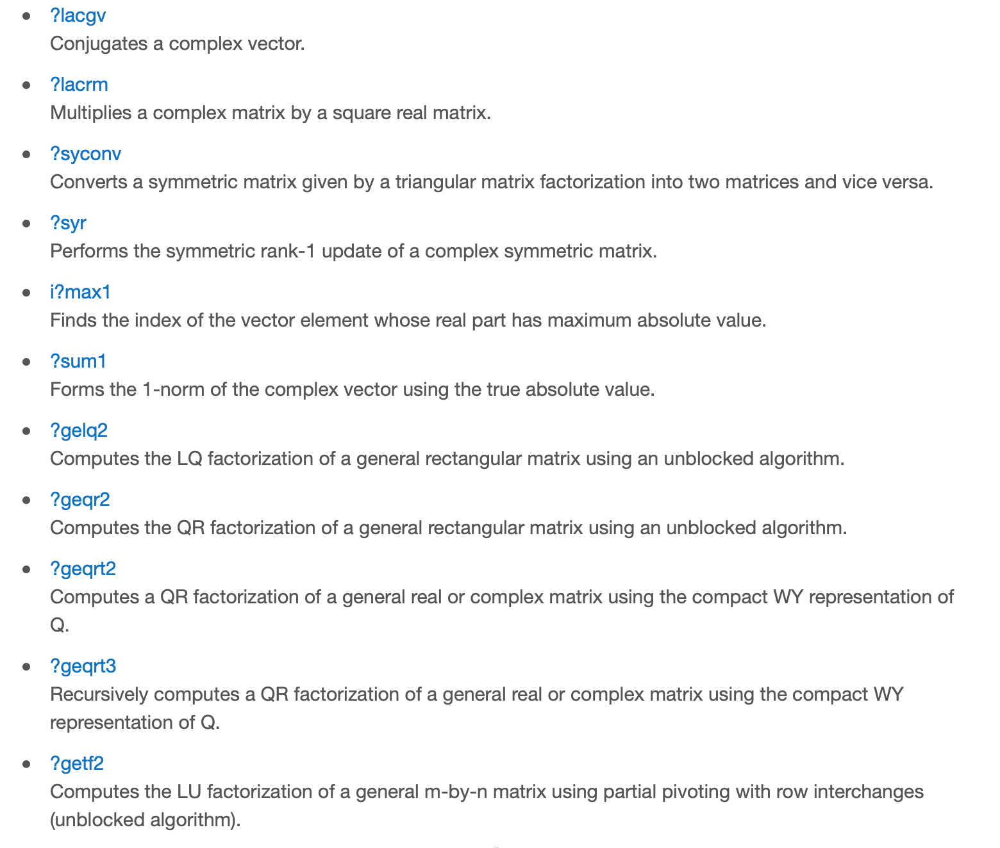 ?lacgv
Conjugates a complex vector.
?lacrm
Multiplies a complex matrix by a square real matrix.
?syconv
Converts a symmetric matrix given by a triangular matrix factorization into two matrices and vice versa.
?syr
Performs the symmetric rank-1 update of a complex symmetric matrix.
i?max1
Finds the index of the vector element whose real part has maximum absolute value.
?sum1
Forms the 1-norm of the complex vector using the true absolute value.
?gelq2
Computes the LQ factorization of a general rectangular matrix using an unblocked algorithm.
?geqr2
Computes the QR factorization of a general rectangular matrix using an unblocked algorithm.
?geqrt2
Computes a QR factorization of a general real or complex matrix using the compact WY representation of
Q.
?geqrt3
Recursively computes a QR factorization of a general real or complex matrix using the compact WY
representation of Q.
?getf2
Computes the LU factorization of a general m-by-n matrix using partial pivoting with row interchanges
(unblocked algorithm).